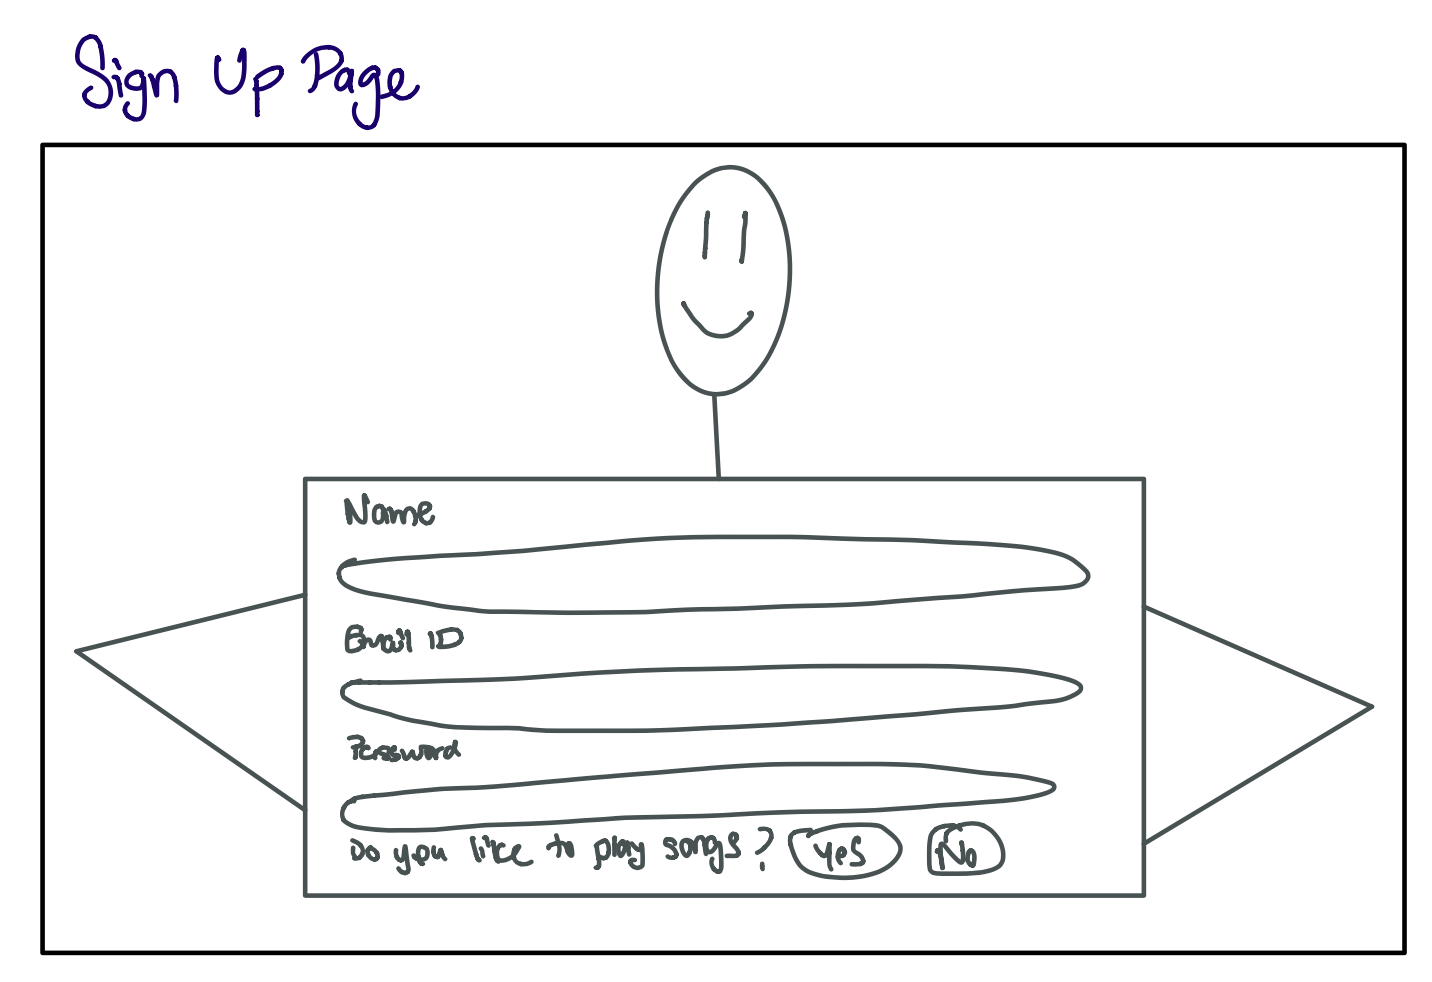 Sign Up Page
Name
Email ID
Password
Do you like to play songs? Yes No